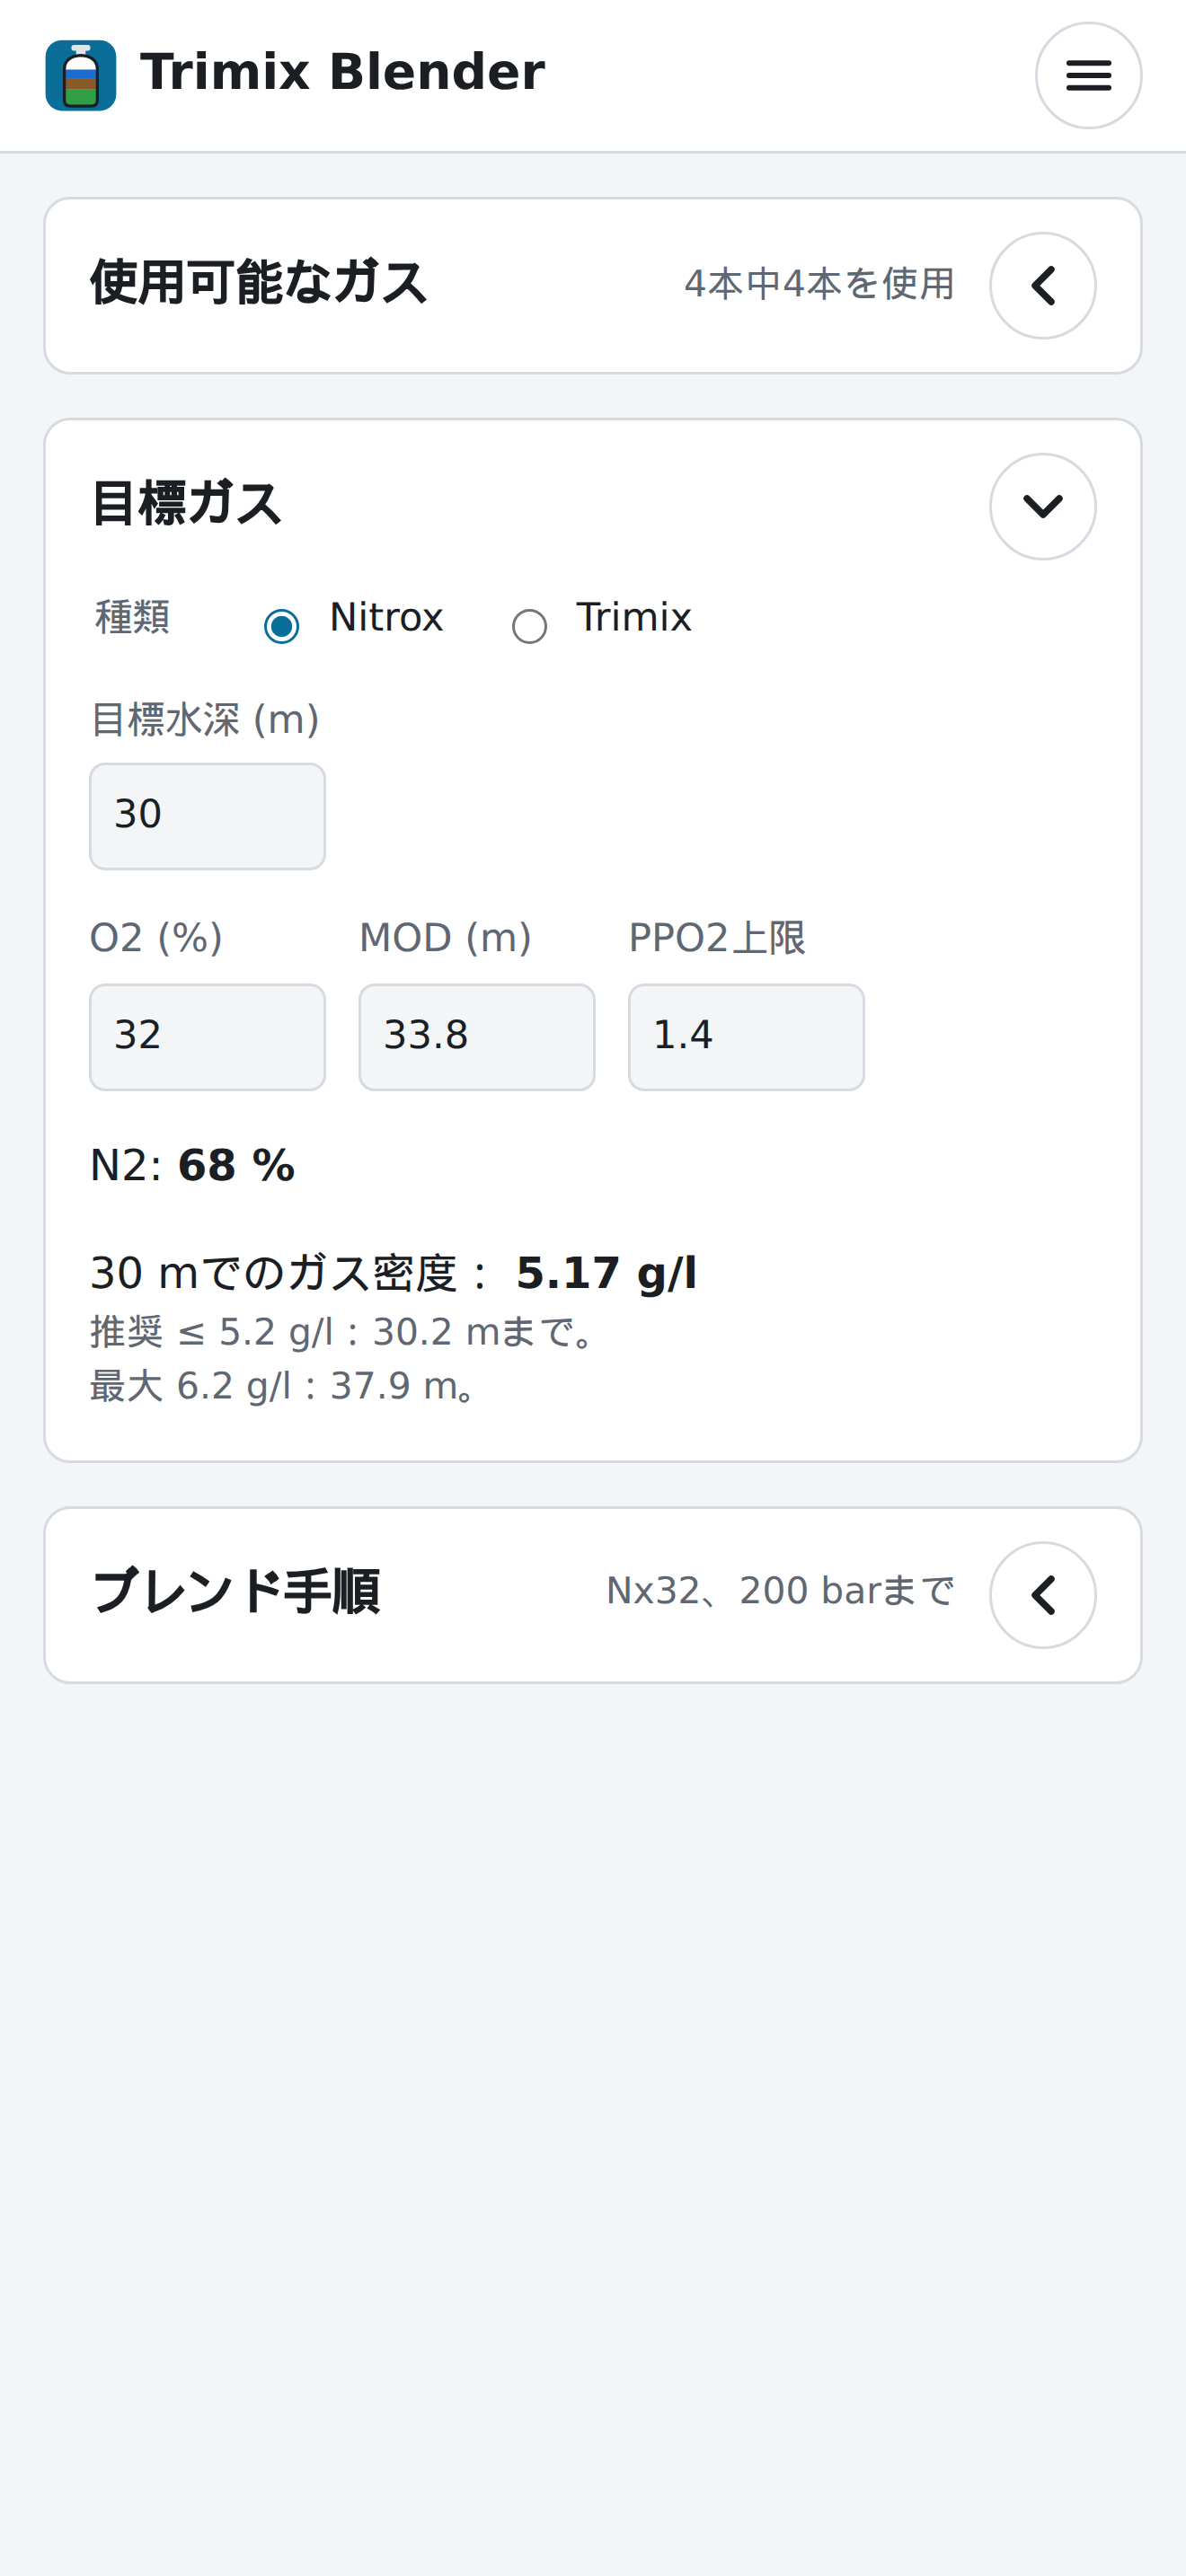 Trimix Blender
使用可能なガス 4本中4本を使用
目標ガス
種類 Nitrox Trimix
目標水深 (m)
30
O2 (%) MOD (m) PPO2上限
32 33.8 1.4
N2: 68 %
30 mでのガス密度： 5.17 g/l
推奨 ≤ 5.2 g/l：30.2 mまで。
最大 6.2 g/l：37.9 m。
ブレンド手順 Nx32、200 barまで